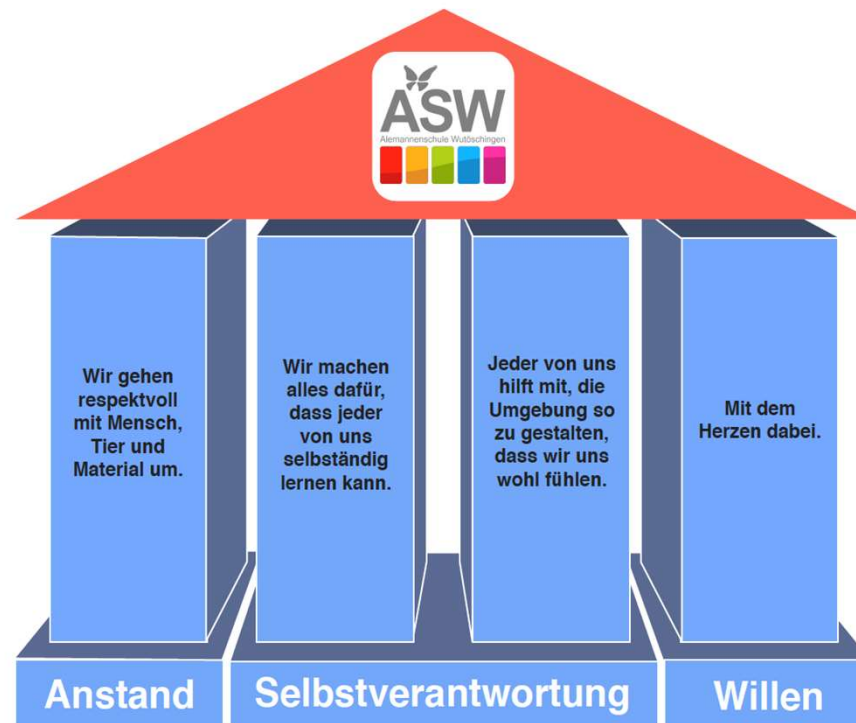 ASW
Alemannenschule Wutöschingen
Wir gehen
respektvoll
mit Mensch,
Tier und
Material um.
Wir machen
alles dafür,
dass jeder
von uns
selbständig
lernen kann.
Jeder von uns
hilft mit, die
Umgebung so
zu gestalten,
dass wir uns
wohl fühlen.
Mit dem
Herzen dabei.
Anstand
Selbstverantwortung
Willen